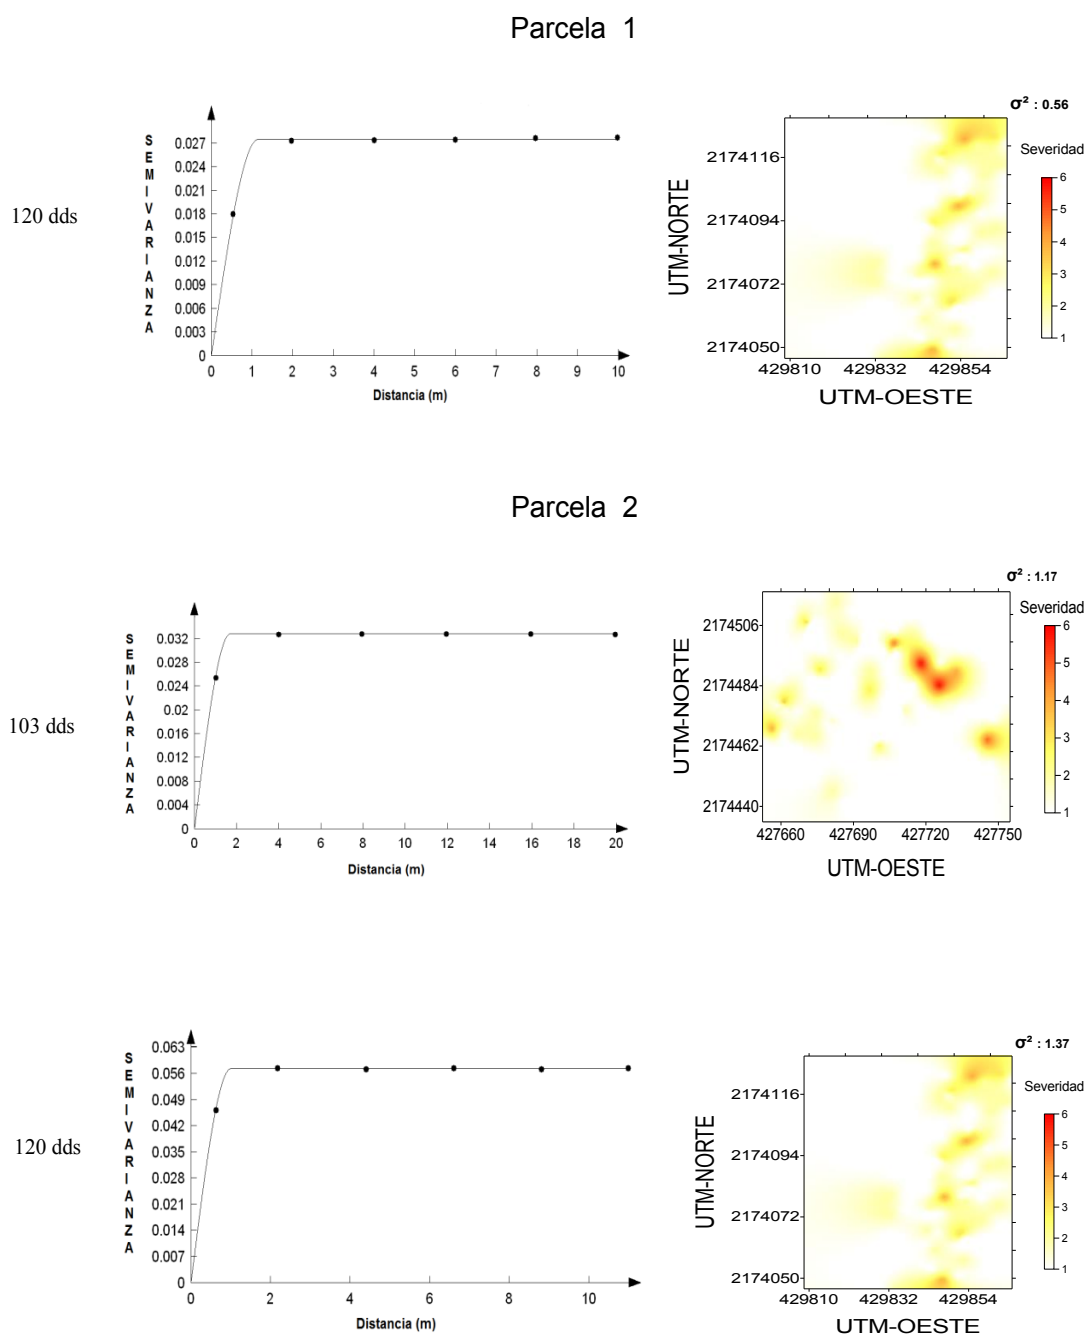 Parcela 1
120 dds
SEMIVARIANZA
0.027
0.024
0.021
0.018
0.015
0.012
0.009
0.006
0.003
0
0 1 2 3 4 5 6 7 8 9 10
Distancia (m)
σ² : 0.56
Severidad
6
5
4
3
2
1
UTM-NORTE
2174116
2174094
2174072
2174050
429810 429832 429854
UTM-OESTE
Parcela 2
103 dds
SEMIVARIANZA
0.032
0.028
0.024
0.02
0.016
0.012
0.008
0.004
0
0 2 4 6 8 10 12 14 16 18 20
Distancia (m)
σ² : 1.17
Severidad
6
5
4
3
2
1
UTM-NORTE
2174506
2174484
2174462
2174440
427660 427690 427720 427750
UTM-OESTE
120 dds
SEMIVARIANZA
0.063
0.056
0.049
0.042
0.035
0.028
0.021
0.014
0.007
0
0 2 4 6 8 10
Distancia (m)
σ² : 1.37
Severidad
6
5
4
3
2
1
UTM-NORTE
2174116
2174094
2174072
2174050
429810 429832 429854
UTM-OESTE